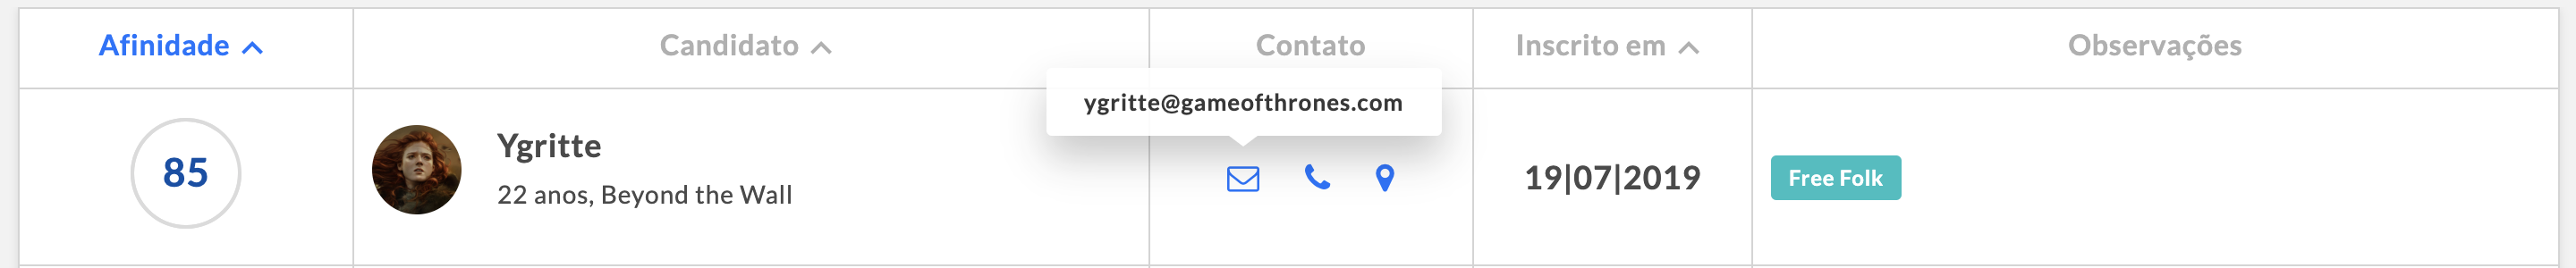 Afinidade
Candidato
Contato
Inscrito em
Observações
ygritte@gameofthrones.com
85
Ygritte
22 anos, Beyond the Wall
19|07|2019
Free Folk